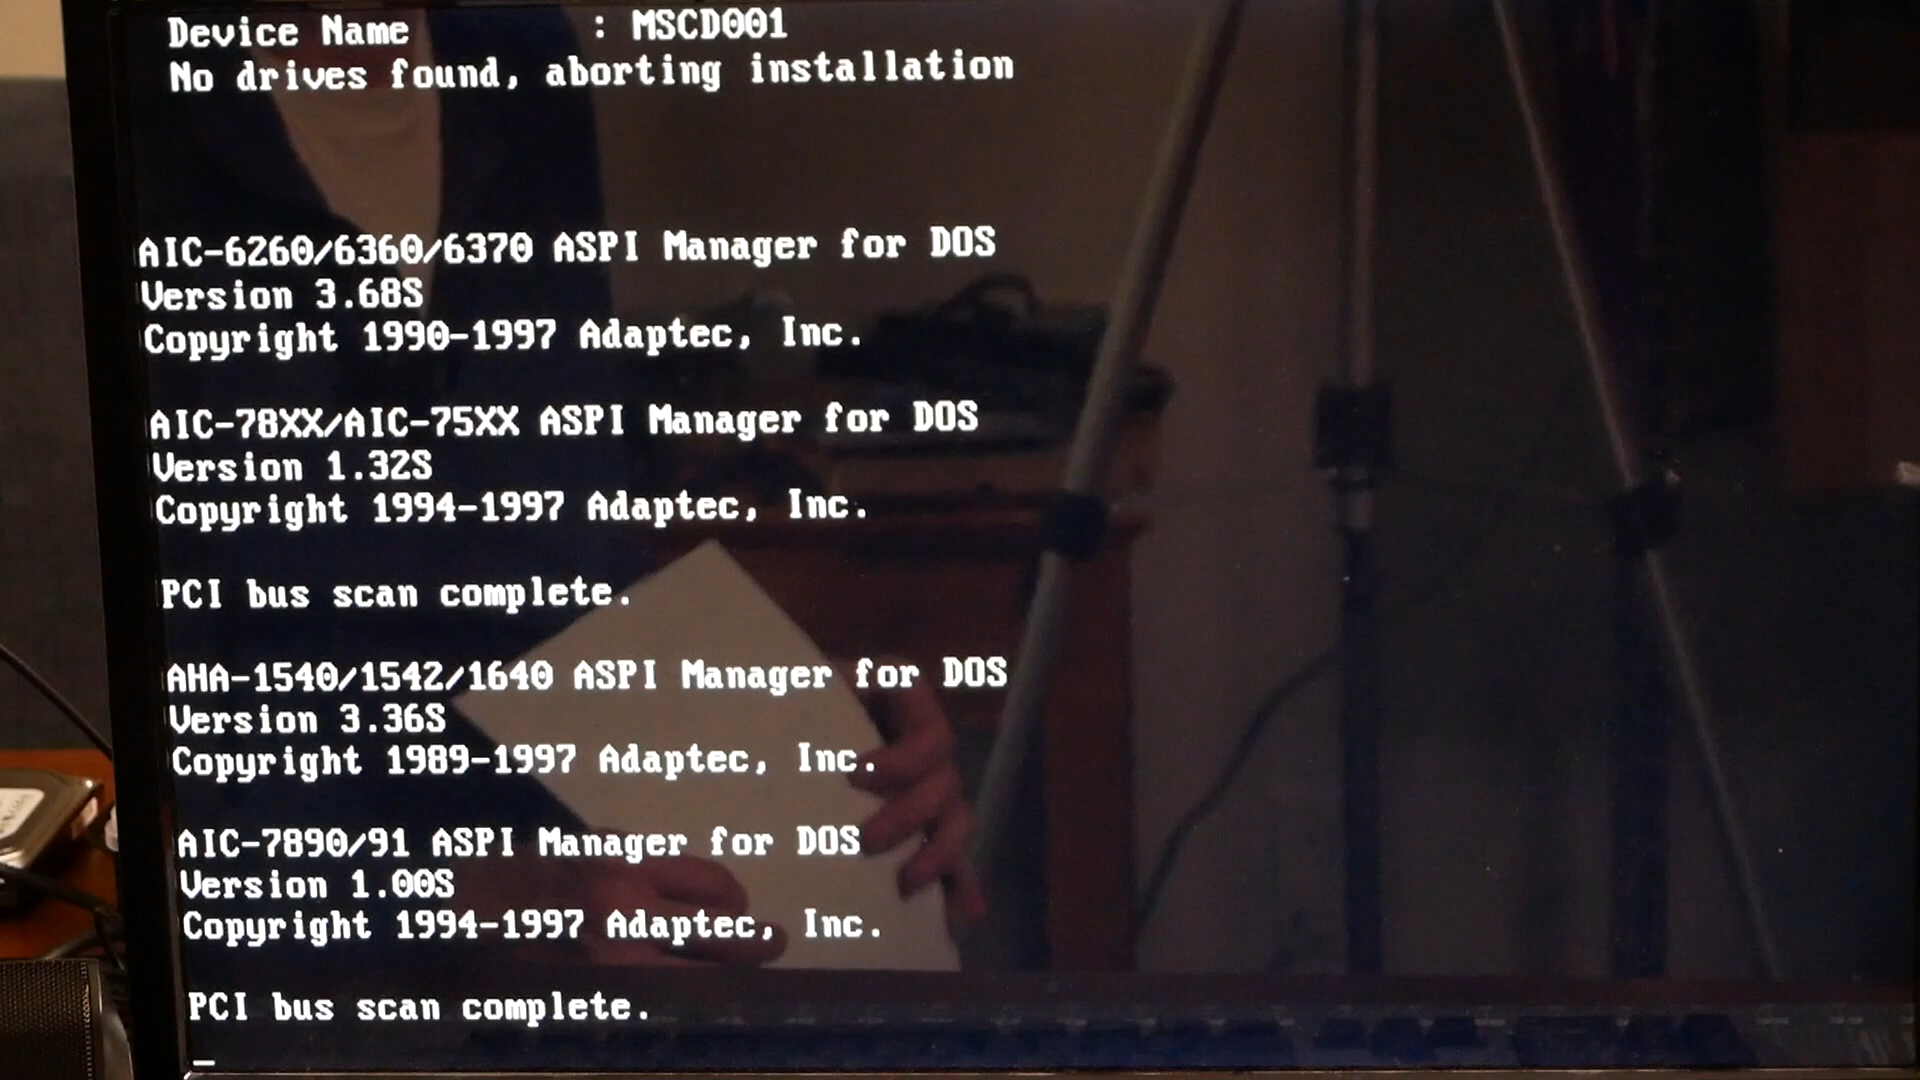 Device Name : MSCD001
No drives found, aborting installation
AIC-6260/6360/6370 ASPI Manager for DOS
Version 3.68S
Copyright 1990-1997 Adaptec, Inc.
AIC-78XX/AIC-75XX ASPI Manager for DOS
Version 1.32S
Copyright 1994-1997 Adaptec, Inc.
PCI bus scan complete.
AHA-1540/1542/1640 ASPI Manager for DOS
Version 3.36S
Copyright 1989-1997 Adaptec, Inc.
AIC-7890/91 ASPI Manager for DOS
Version 1.00S
Copyright 1994-1997 Adaptec, Inc.
PCI bus scan complete.
_